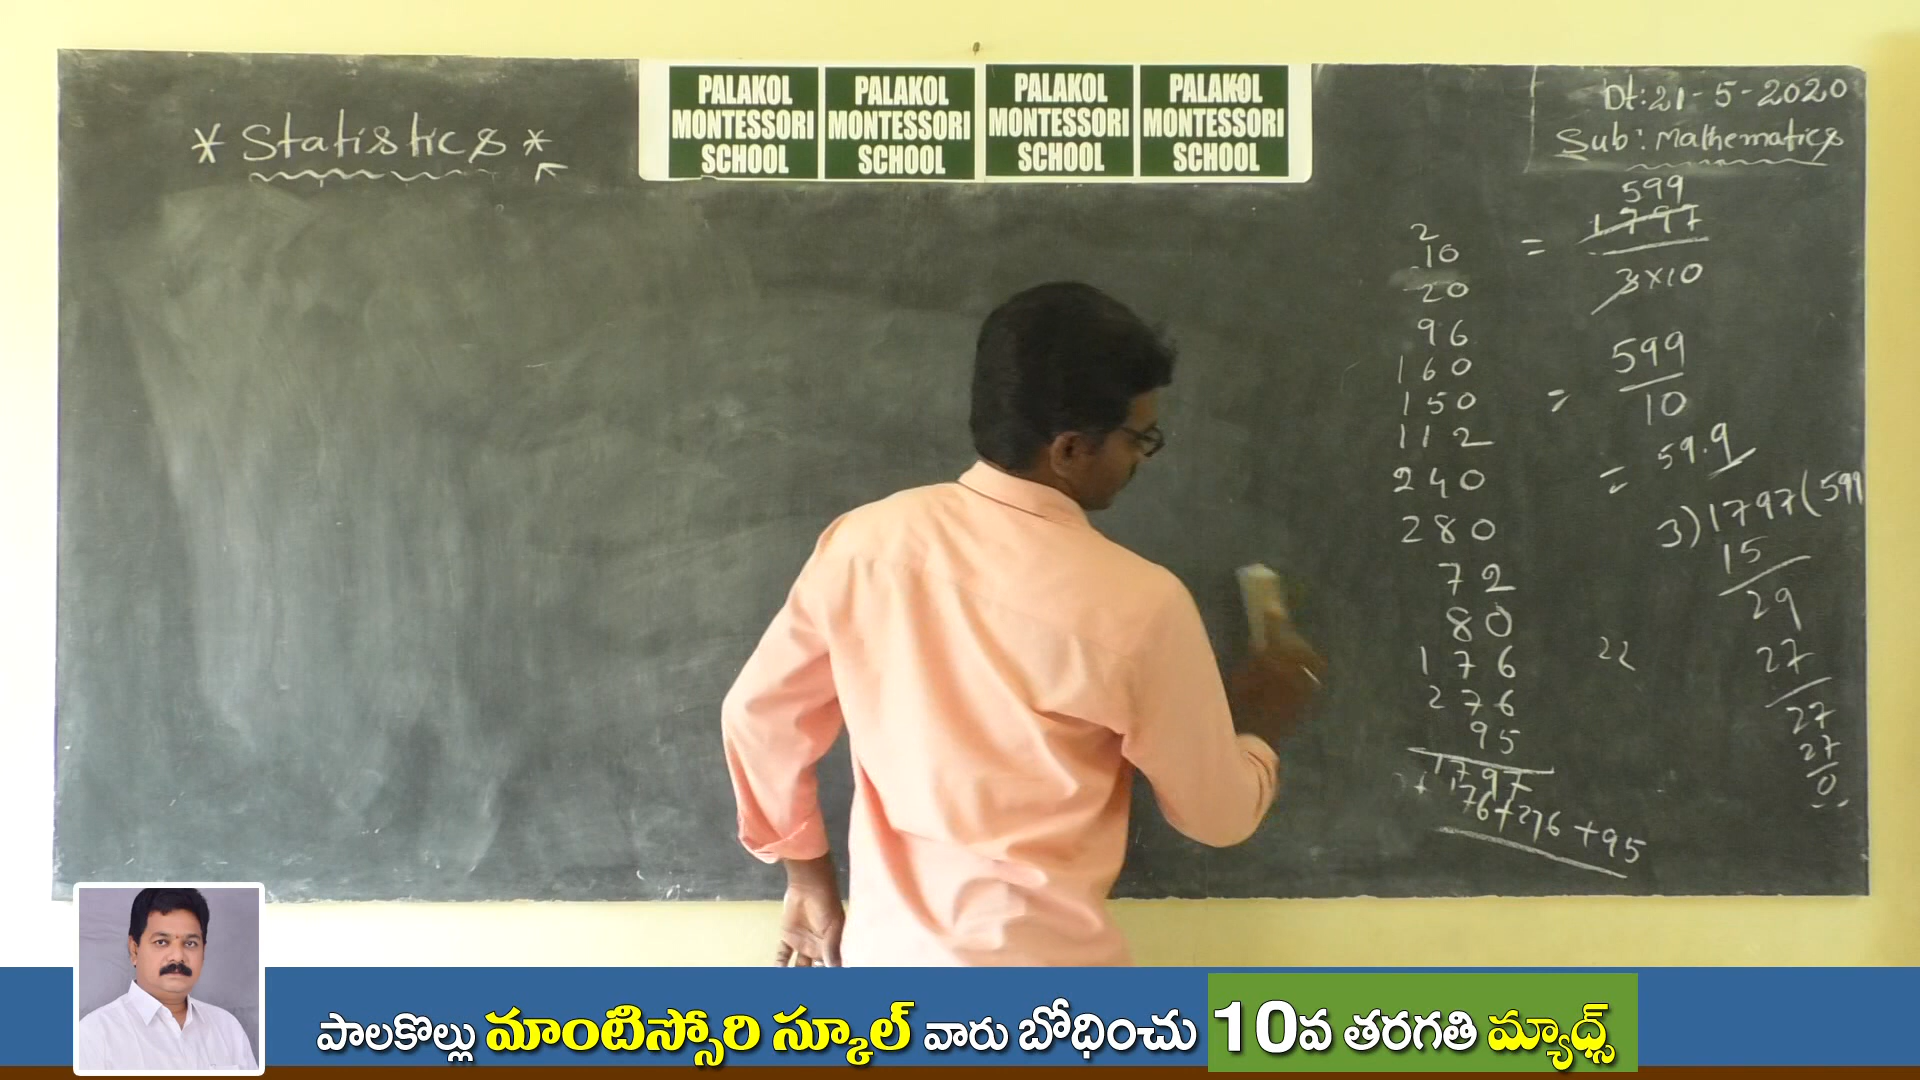 * Statistics *
PALAKOL
MONTESSORI
SCHOOL
PALAKOL
MONTESSORI
SCHOOL
PALAKOL
MONTESSORI
SCHOOL
PALAKOL
MONTESSORI
SCHOOL
Dt: 21-5-2020
Sub: Mathematics
2
10
20
96
160
150
112
240
280
72
80
176
276
95
1797
176+276+95
599
= 1797
3×10
= 599
10
= 59.9
3)1797(599
15
29
27
27
27
0
22
పాలకొల్లు మాంటిస్సోరి స్కూల్ వారు బోధించు 10వ తరగతి మ్యాథ్స్